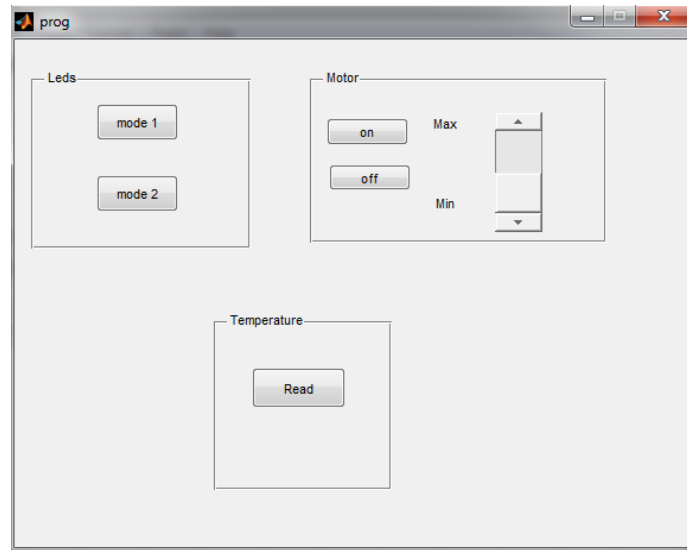 prog
Leds
mode 1
mode 2
Motor
on
off
Max
Min
Temperature
Read